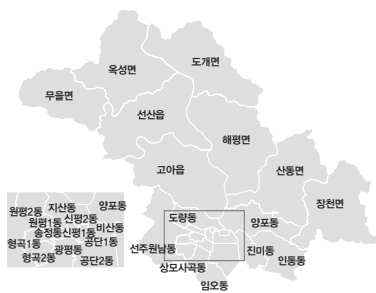 도개면
옥성면
무을면
선산읍
해평면
고아읍
산동면
장천면
도량동
양포동
선주원남동
진미동
인동동
상모사곡동
임오동
원평2동
지산동
양포동
원평1동
신평2동
비산동
송정동
신평1동
형곡1동
광평동
공단1동
형곡2동
공단2동